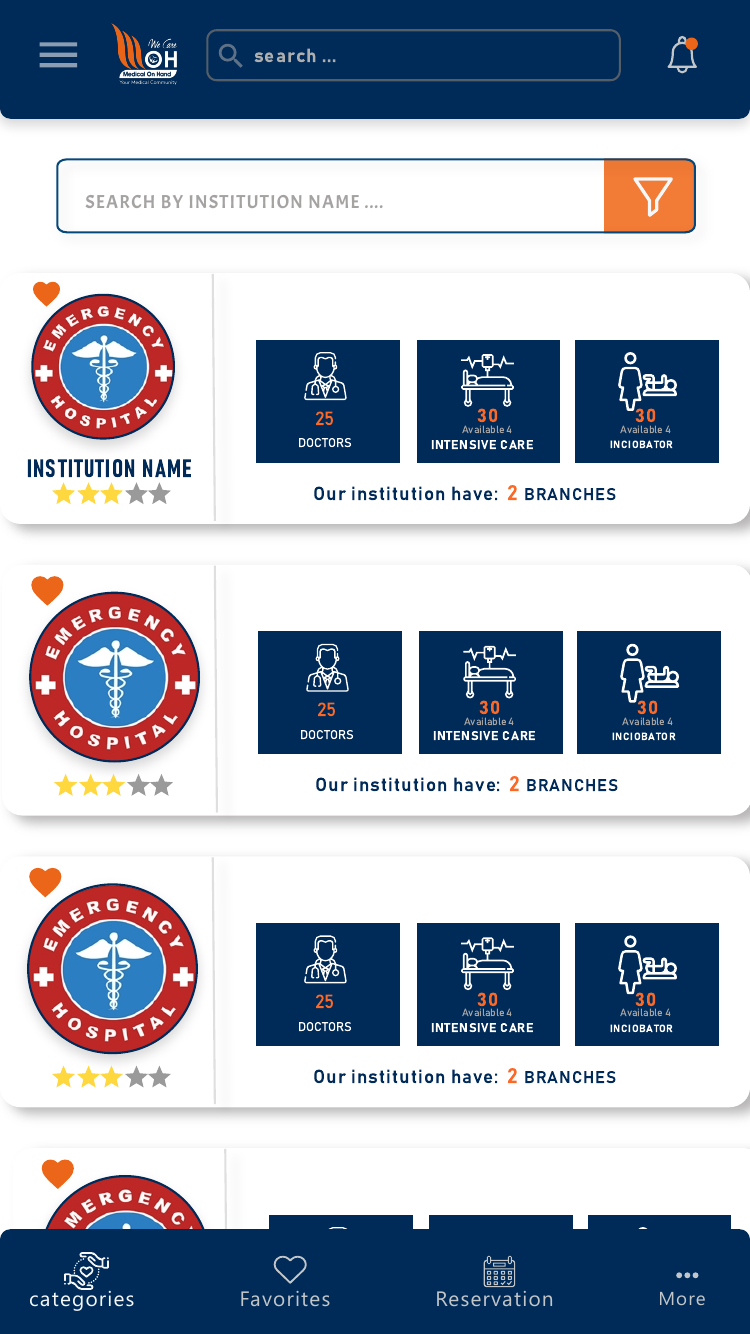 We Care
OH
Medical On Hand
Your Medical Community
search ...
SEARCH BY INSTITUTION NAME ....
EMERGENCY
HOSPITAL
INSTITUTION NAME
25
DOCTORS
30
Available 4
INTENSIVE CARE
30
Available 4
INCIOBATOR
Our institution have: 2 BRANCHES
EMERGENCY
HOSPITAL
25
DOCTORS
30
Available 4
INTENSIVE CARE
30
Available 4
INCIOBATOR
Our institution have: 2 BRANCHES
EMERGENCY
HOSPITAL
25
DOCTORS
30
Available 4
INTENSIVE CARE
30
Available 4
INCIOBATOR
Our institution have: 2 BRANCHES
MERGENC
categories
Favorites
Reservation
More